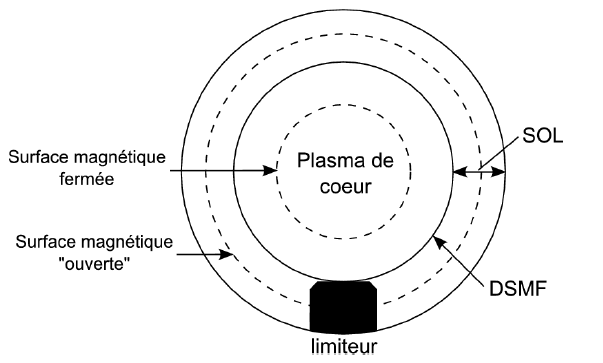 SOL
Surface magnétique
fermée
Plasma de
coeur
Surface magnétique
"ouverte"
DSMF
limiteur